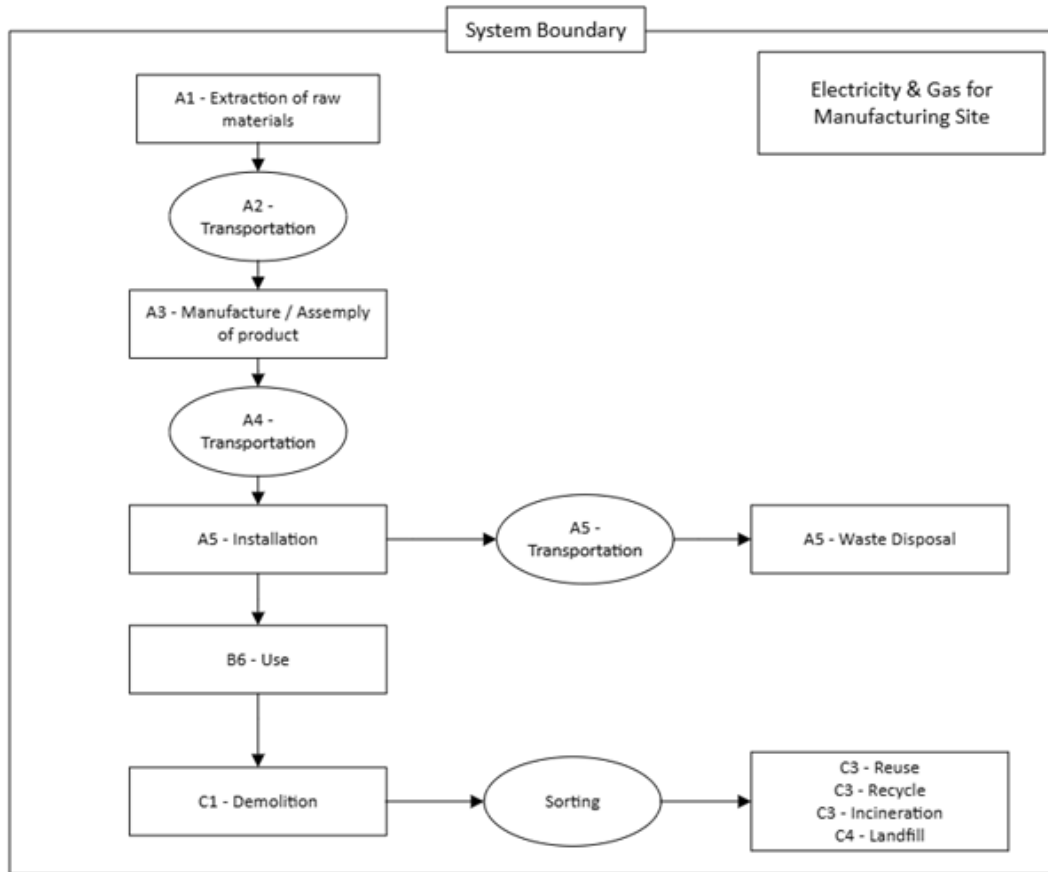 System Boundary
A1 - Extraction of raw
materials
Electricity & Gas for
Manufacturing Site
A2 -
Transportation
A3 - Manufacture / Assemply
of product
A4 -
Transportation
A5 - Installation
A5 -
Transportation
A5 - Waste Disposal
B6 - Use
C1 - Demolition
Sorting
C3 - Reuse
C3 - Recycle
C3 - Incineration
C4 - Landfill